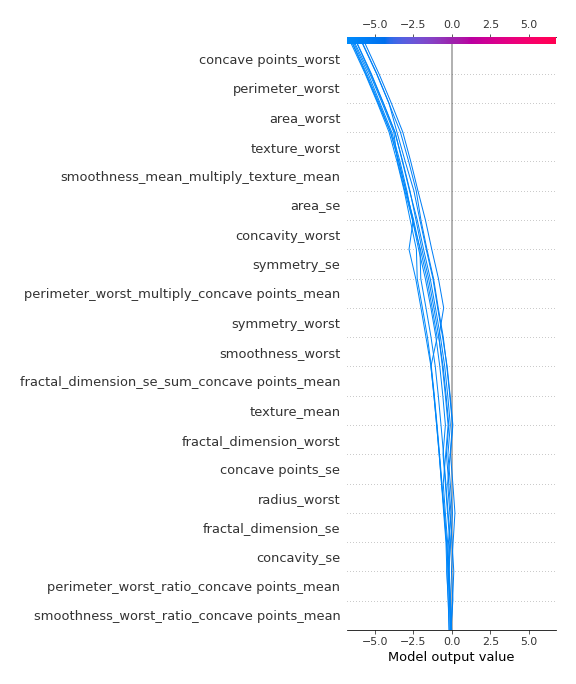 −5.0 −2.5 0.0 2.5 5.0
concave points_worst
perimeter_worst
area_worst
texture_worst
smoothness_mean_multiply_texture_mean
area_se
concavity_worst
symmetry_se
perimeter_worst_multiply_concave points_mean
symmetry_worst
smoothness_worst
fractal_dimension_se_sum_concave points_mean
texture_mean
fractal_dimension_worst
concave points_se
radius_worst
fractal_dimension_se
concavity_se
perimeter_worst_ratio_concave points_mean
smoothness_worst_ratio_concave points_mean
−5.0 −2.5 0.0 2.5 5.0
Model output value